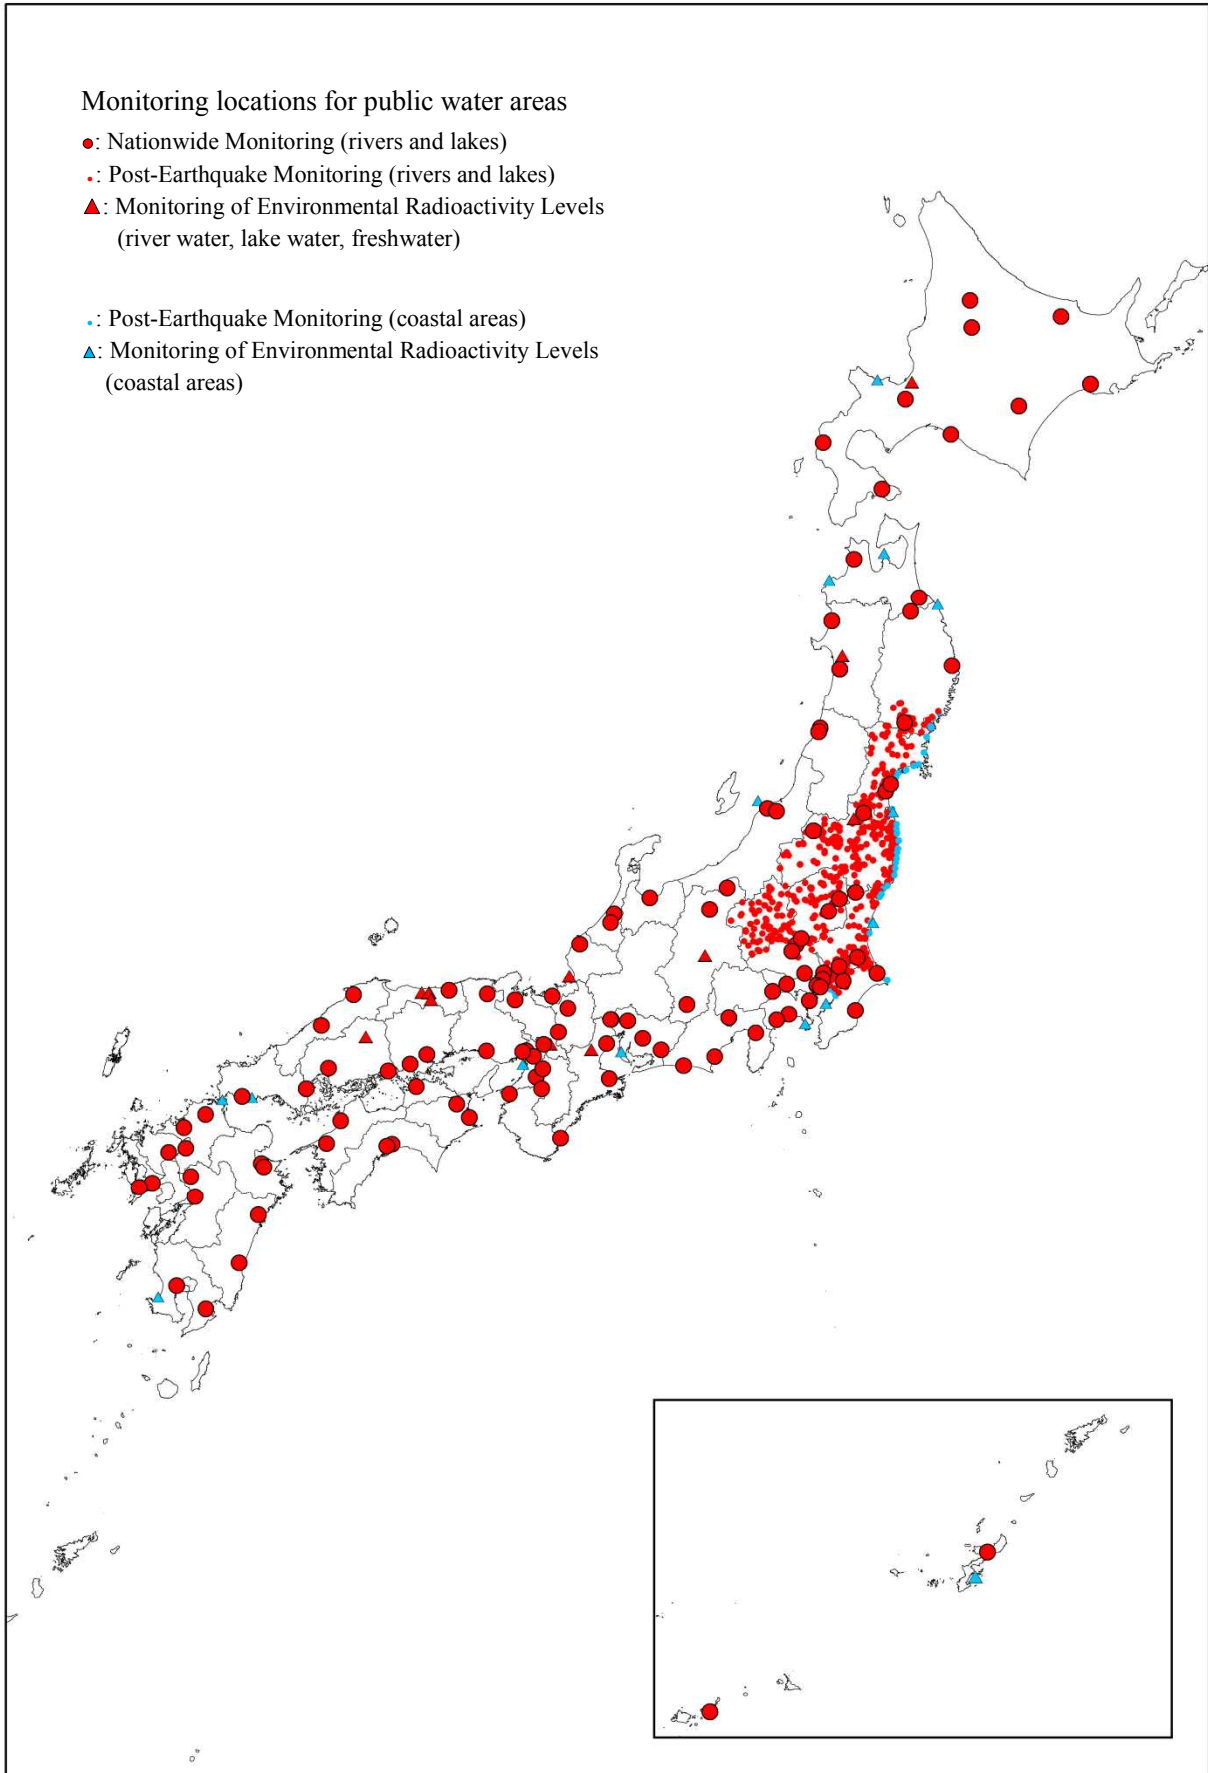 Monitoring locations for public water areas
●: Nationwide Monitoring (rivers and lakes)
•: Post-Earthquake Monitoring (rivers and lakes)
▲: Monitoring of Environmental Radioactivity Levels
(river water, lake water, freshwater)
•: Post-Earthquake Monitoring (coastal areas)
▲: Monitoring of Environmental Radioactivity Levels
(coastal areas)